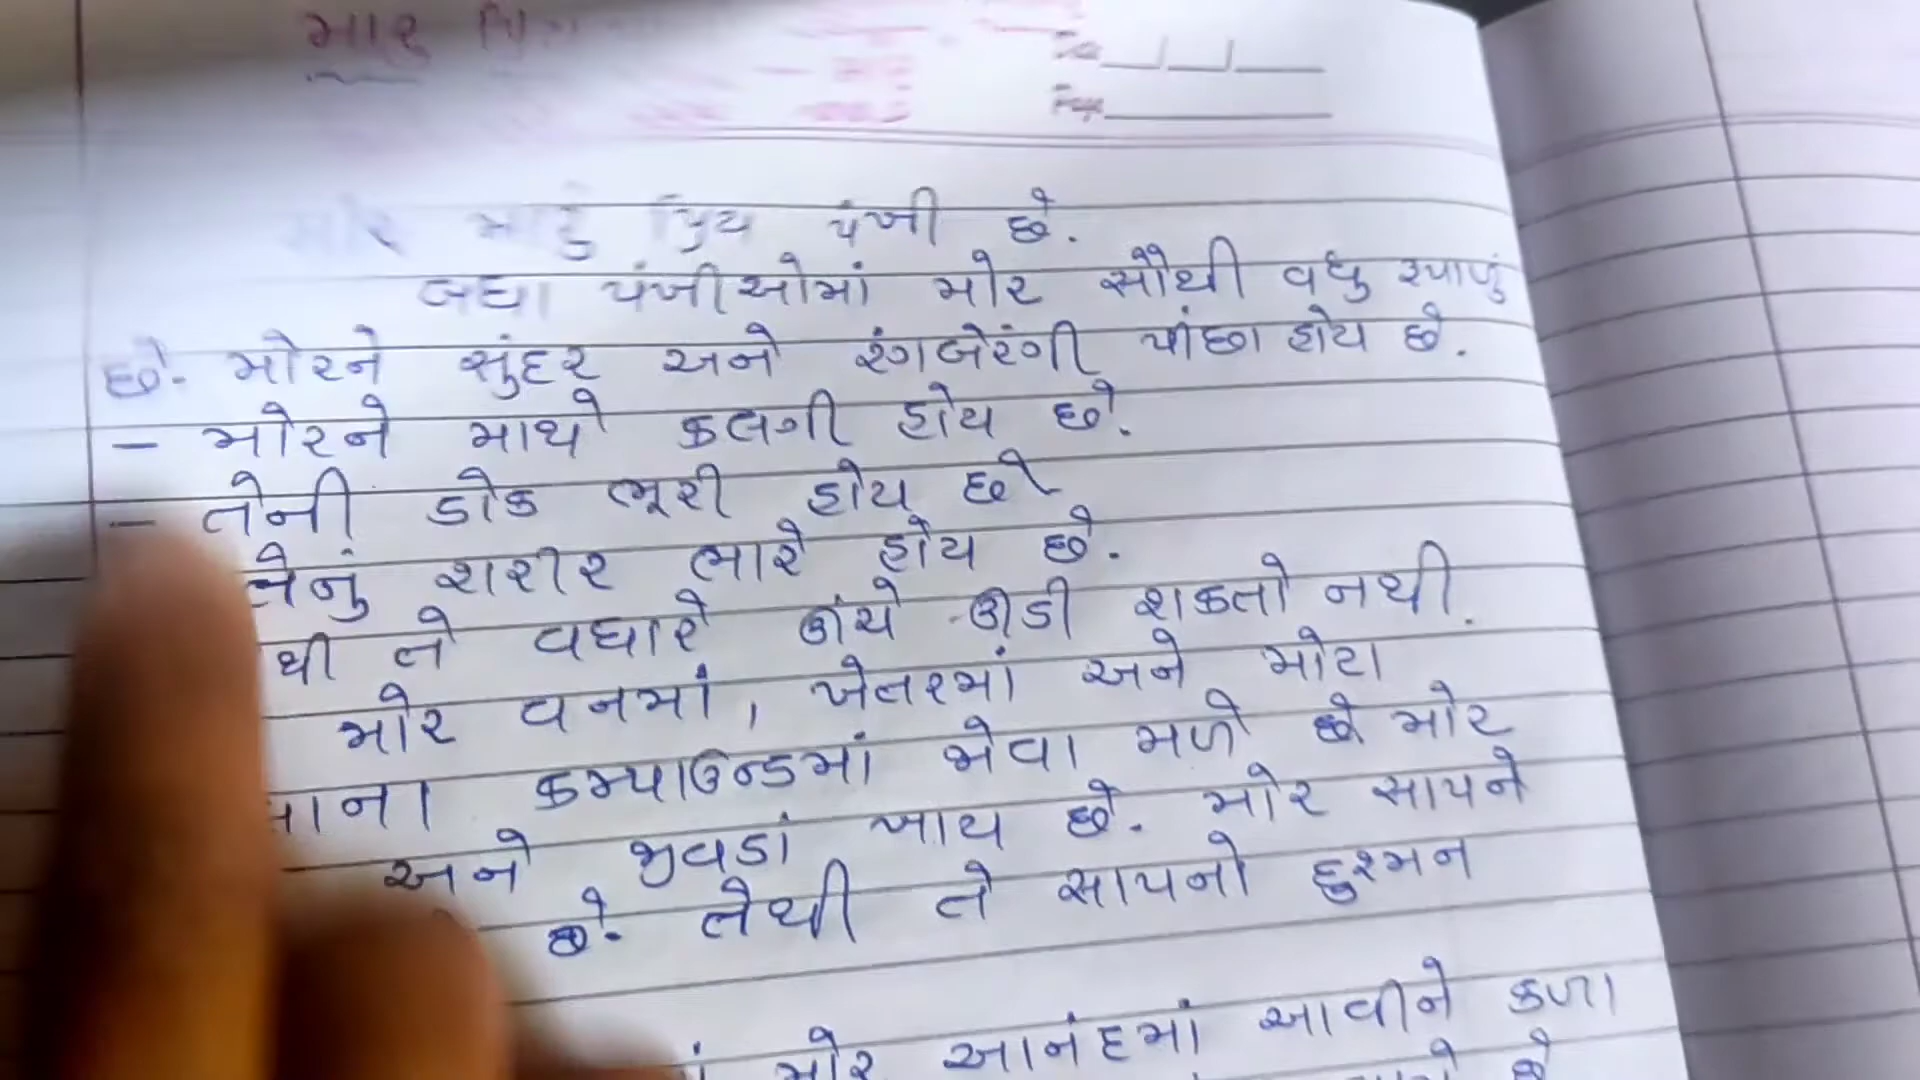 મારૂ
Page
મોર મારું પ્રિય પંખી છે.
બધા પંખીઓમાં મોર સૌથી વધુ રૂપાળું
છે. મોરને સુંદર અને રંગબેરંગી પીંછા હોય છે.
- મોરને માથે કલગી હોય છે.
- તેની ડોક ભૂરી હોય છે
તેનું શરીર ભારે હોય છે.
થી તે વધારે ઊંચે ઊડી શકતો નથી.
મોર વનમાં, ખેતરમાં અને મોટા
કમ્પાઉન્ડમાં જોવા મળે છે. મોર
અને જીવડાં ખાય છે. મોર સાપને
છે. તેથી તે સાપનો દુશ્મન
મોર આનંદમાં આવીને કળા
છે